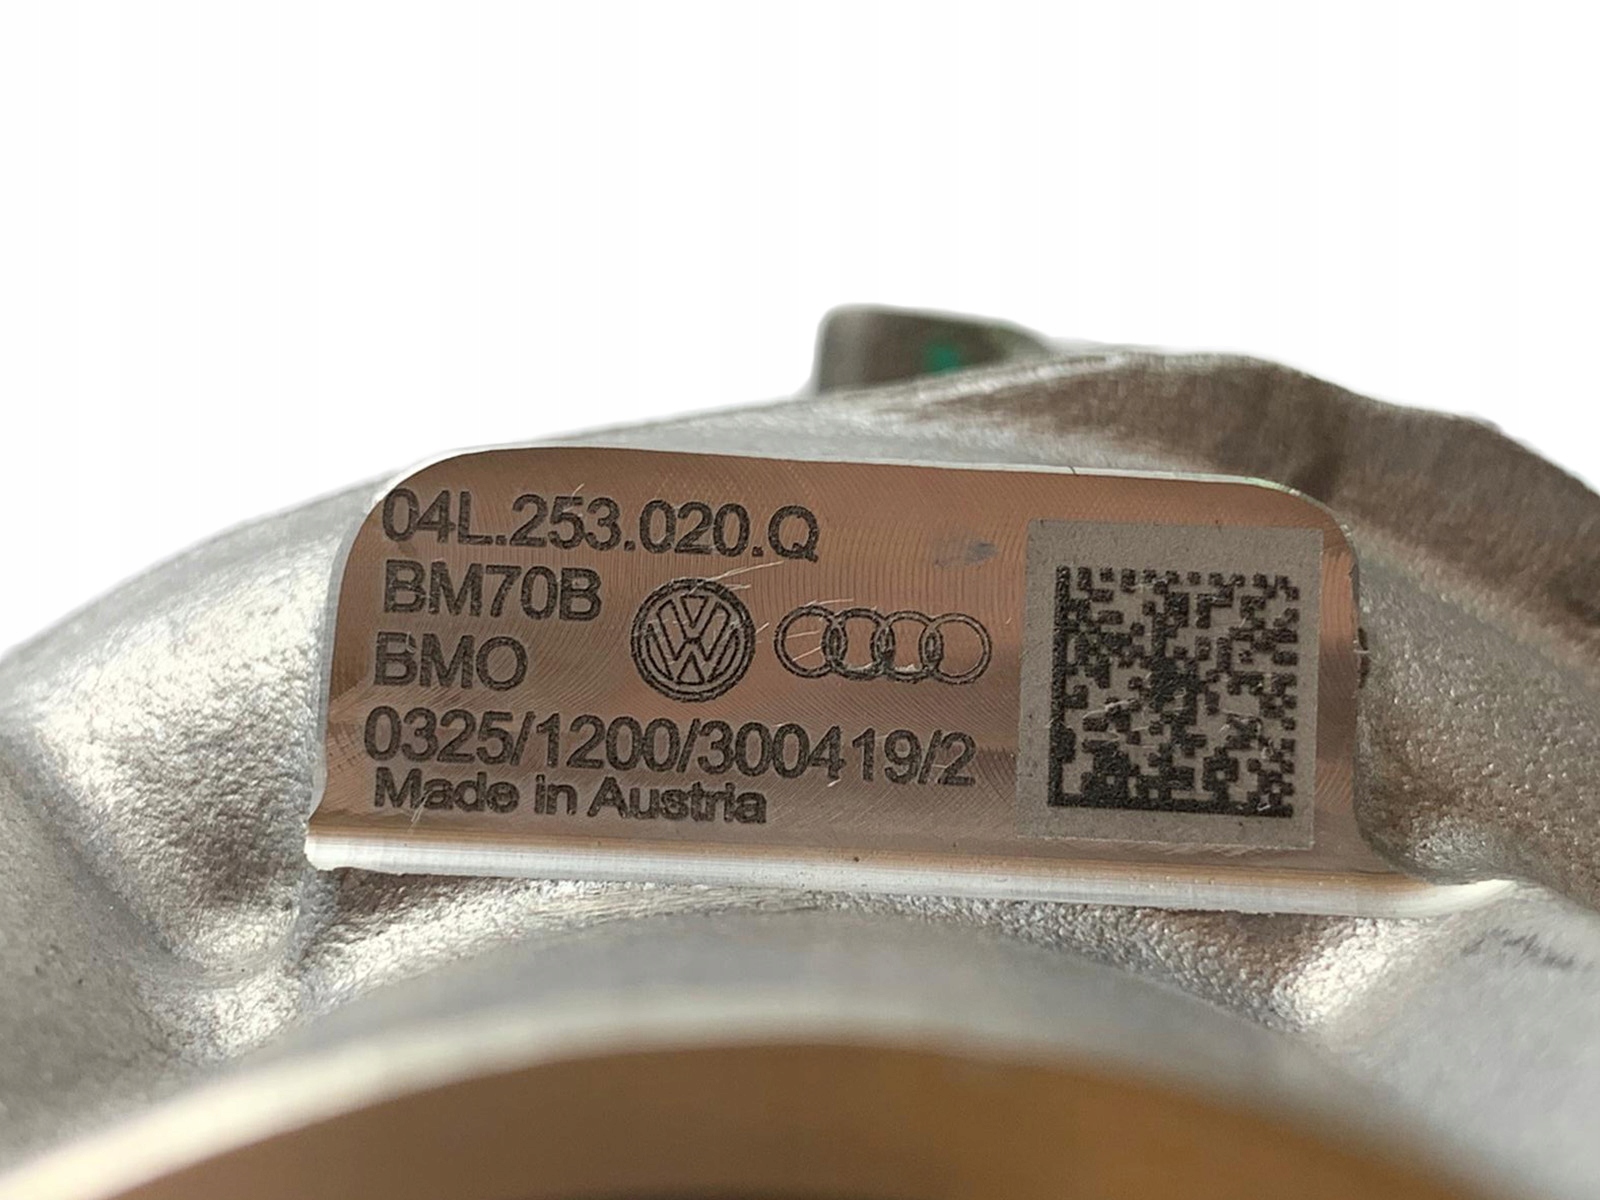 04L.253.020.Q
BM70B
BMO
0325/1200/300419/2
Made in Austria